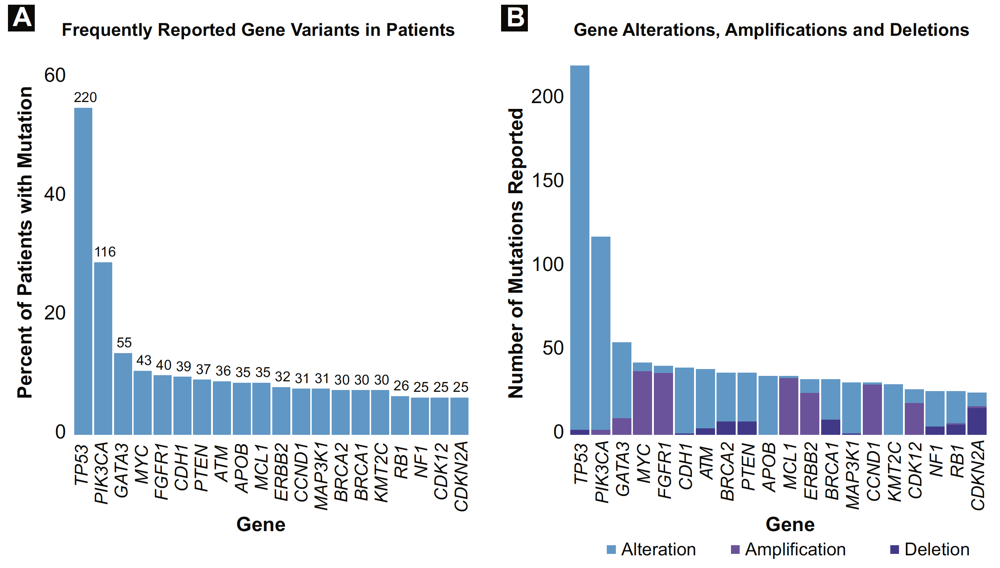 A
Frequently Reported Gene Variants in Patients
Percent of Patients with Mutation
60
40
20
0
220
116
55
43
40
39
37
36
35
35
32
31
31
30
30
30
26
25
25
25
TP53
PIK3CA
GATA3
MYC
FGFR1
CDH1
PTEN
ATM
APOB
MCL1
ERBB2
CCND1
MAP3K1
BRCA2
BRCA1
KMT2C
RB1
NF1
CDK12
CDKN2A
Gene
B
Gene Alterations, Amplifications and Deletions
Number of Mutations Reported
200
150
100
50
0
TP53
PIK3CA
GATA3
MYC
FGFR1
CDH1
ATM
BRCA2
PTEN
APOB
MCL1
ERBB2
BRCA1
MAP3K1
CCND1
KMT2C
CDK12
NF1
RB1
CDKN2A
Gene
Alteration
Amplification
Deletion